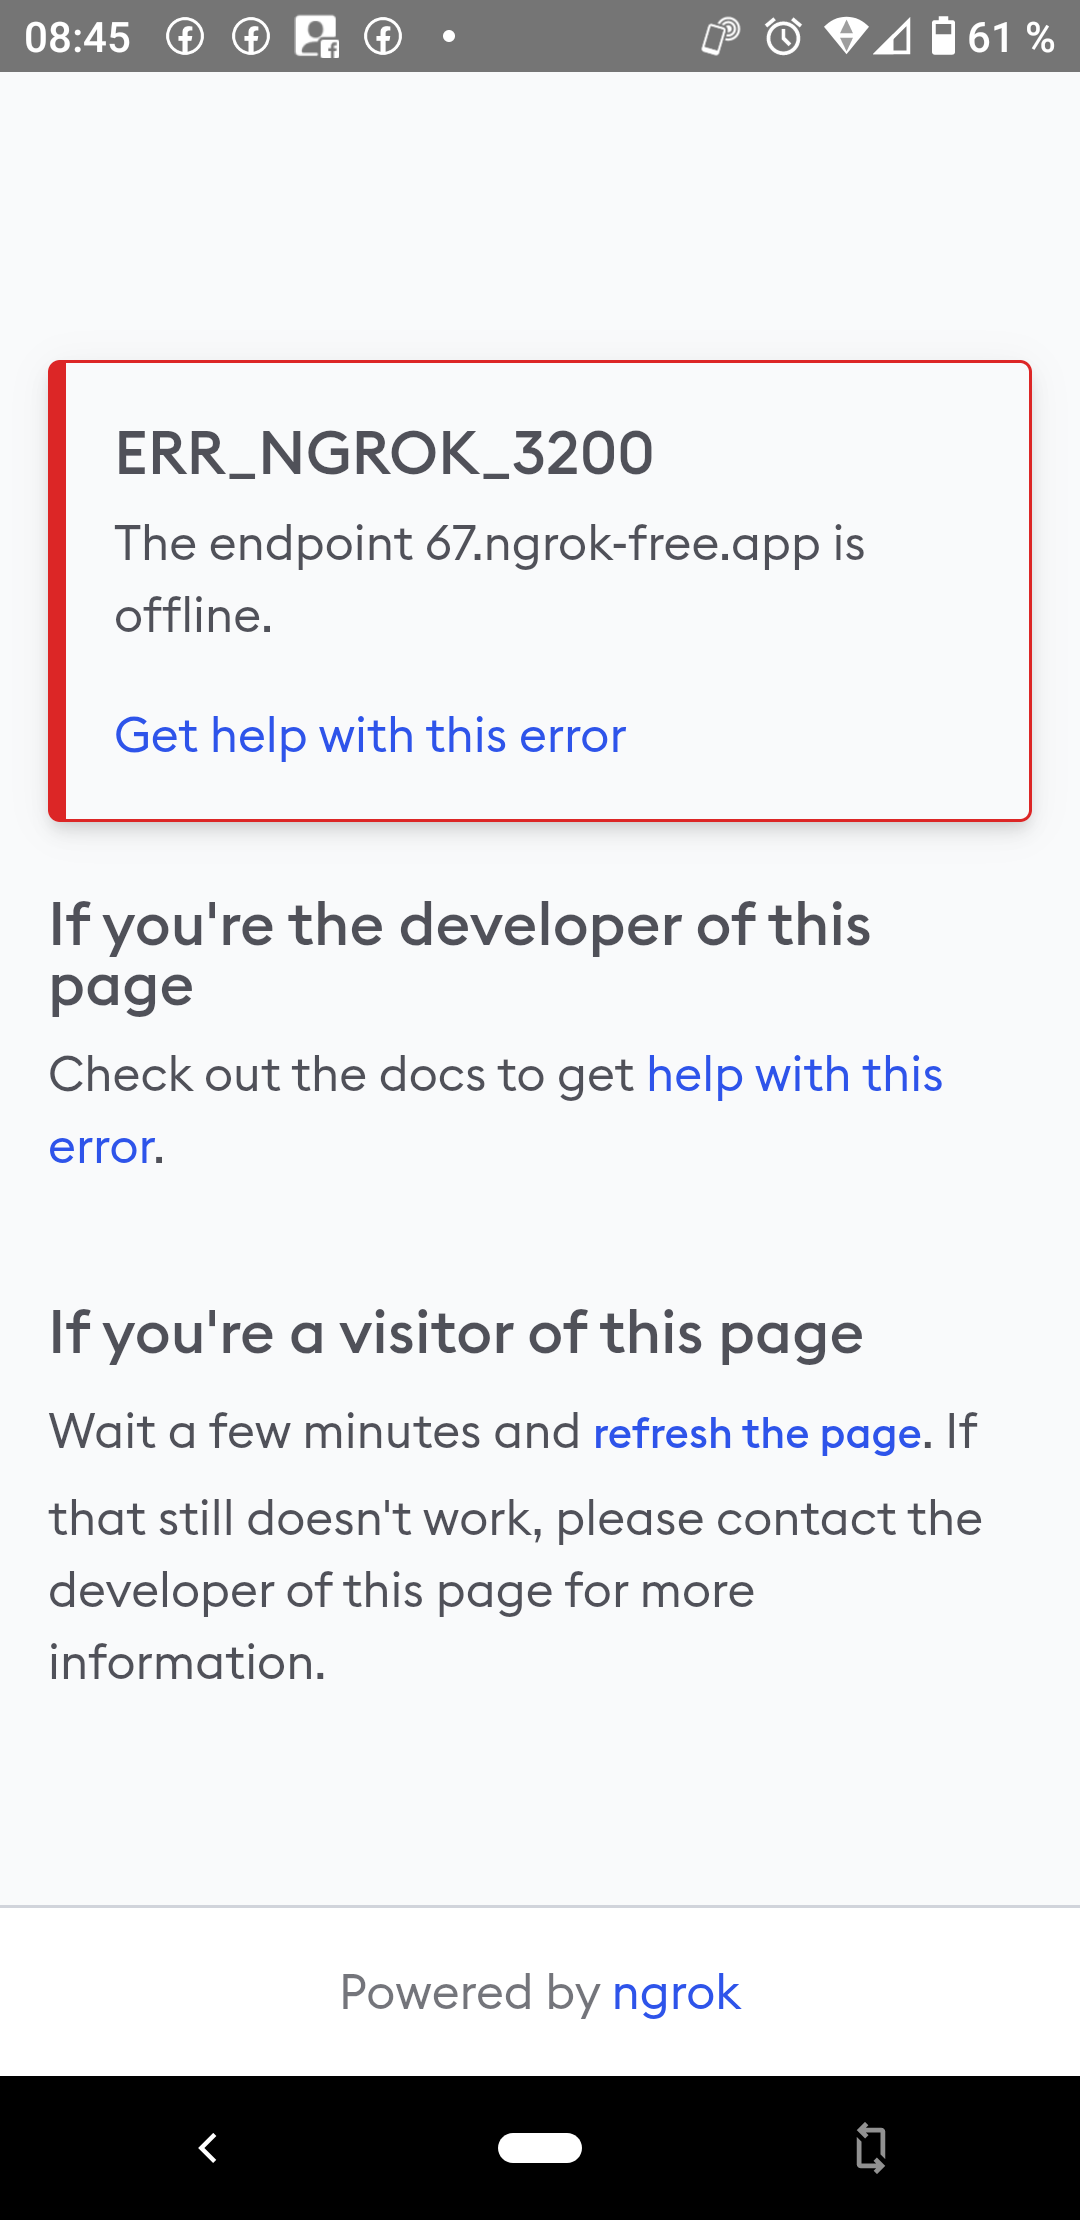 08:45
61 %
ERR_NGROK_3200
The endpoint 67.ngrok-free.app is
offline.
Get help with this error
If you're the developer of this
page
Check out the docs to get help with this
error.
If you're a visitor of this page
Wait a few minutes and refresh the page. If
that still doesn't work, please contact the
developer of this page for more
information.
Powered by ngrok